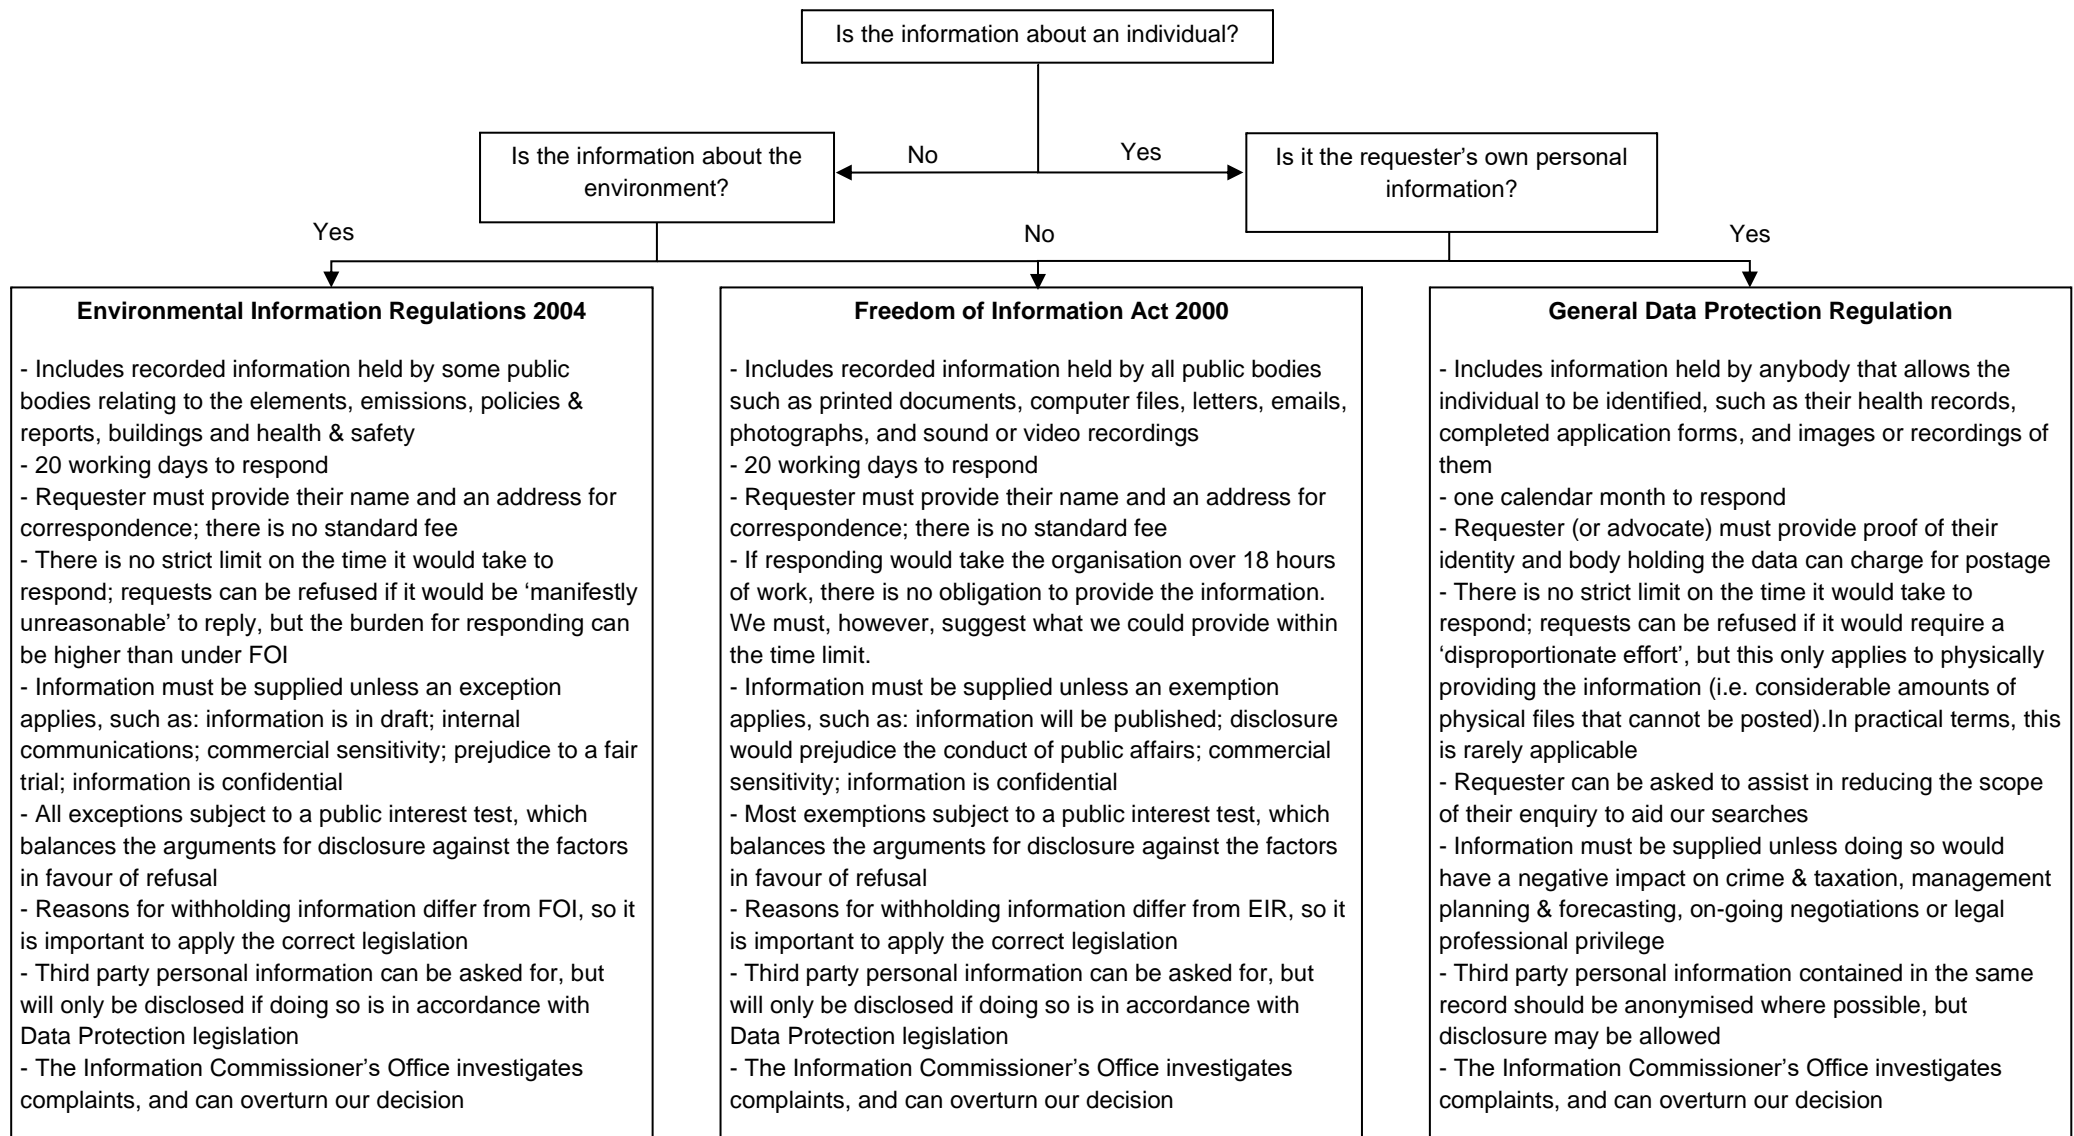 Is the information about an individual?
Is the information about the
environment?
No
Yes
Is it the requester’s own personal
information?
Yes
No
Yes
Environmental Information Regulations 2004
- Includes recorded information held by some public
bodies relating to the elements, emissions, policies &
reports, buildings and health & safety
- 20 working days to respond
- Requester must provide their name and an address for
correspondence; there is no standard fee
- There is no strict limit on the time it would take to
respond; requests can be refused if it would be ‘manifestly
unreasonable’ to reply, but the burden for responding can
be higher than under FOI
- Information must be supplied unless an exception
applies, such as: information is in draft; internal
communications; commercial sensitivity; prejudice to a fair
trial; information is confidential
- All exceptions subject to a public interest test, which
balances the arguments for disclosure against the factors
in favour of refusal
- Reasons for withholding information differ from FOI, so it
is important to apply the correct legislation
- Third party personal information can be asked for, but
will only be disclosed if doing so is in accordance with
Data Protection legislation
- The Information Commissioner’s Office investigates
complaints, and can overturn our decision
Freedom of Information Act 2000
- Includes recorded information held by all public bodies
such as printed documents, computer files, letters, emails,
photographs, and sound or video recordings
- 20 working days to respond
- Requester must provide their name and an address for
correspondence; there is no standard fee
- If responding would take the organisation over 18 hours
of work, there is no obligation to provide the information.
We must, however, suggest what we could provide within
the time limit.
- Information must be supplied unless an exemption
applies, such as: information will be published; disclosure
would prejudice the conduct of public affairs; commercial
sensitivity; information is confidential
- Most exemptions subject to a public interest test, which
balances the arguments for disclosure against the factors
in favour of refusal
- Reasons for withholding information differ from EIR, so it
is important to apply the correct legislation
- Third party personal information can be asked for, but
will only be disclosed if doing so is in accordance with
Data Protection legislation
- The Information Commissioner’s Office investigates
complaints, and can overturn our decision
General Data Protection Regulation
- Includes information held by anybody that allows the
individual to be identified, such as their health records,
completed application forms, and images or recordings of
them
- one calendar month to respond
- Requester (or advocate) must provide proof of their
identity and body holding the data can charge for postage
- There is no strict limit on the time it would take to
respond; requests can be refused if it would require a
‘disproportionate effort’, but this only applies to physically
providing the information (i.e. considerable amounts of
physical files that cannot be posted).In practical terms, this
is rarely applicable
- Requester can be asked to assist in reducing the scope
of their enquiry to aid our searches
- Information must be supplied unless doing so would
have a negative impact on crime & taxation, management
planning & forecasting, on-going negotiations or legal
professional privilege
- Third party personal information contained in the same
record should be anonymised where possible, but
disclosure may be allowed
- The Information Commissioner’s Office investigates
complaints, and can overturn our decision